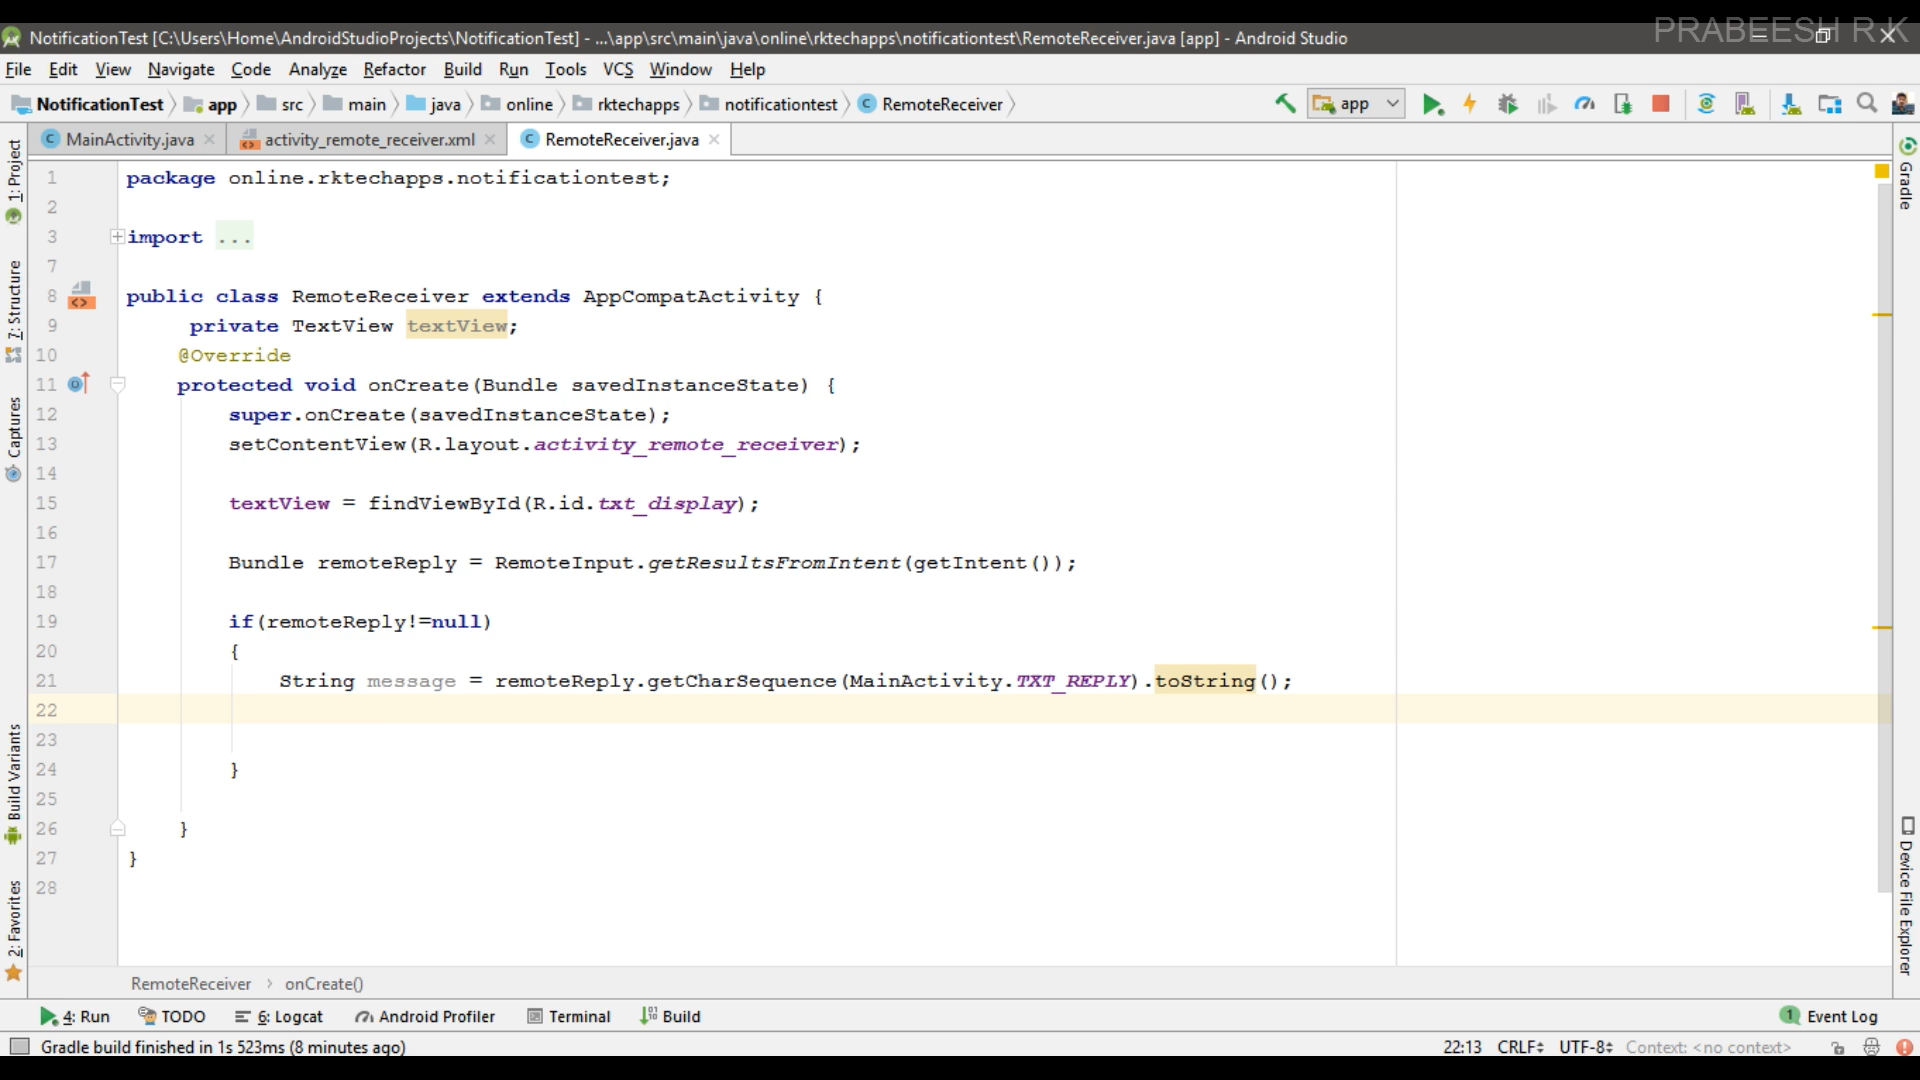 PRABEESH R K
NotificationTest [C:\Users\Home\AndroidStudioProjects\NotificationTest] - ...\app\src\main\java\online\rktechapps\notificationtest\RemoteReceiver.java [app] - Android Studio
File Edit View Navigate Code Analyze Refactor Build Run Tools VCS Window Help
NotificationTest app src main java online rktechapps notificationtest RemoteReceiver app
MainActivity.java activity_remote_receiver.xml RemoteReceiver.java
1: Project
7: Structure
Captures
Build Variants
2: Favorites
1 package online.rktechapps.notificationtest;
2
3 import ...
7
8 public class RemoteReceiver extends AppCompatActivity {
9 private TextView textView;
10 @Override
11 protected void onCreate(Bundle savedInstanceState) {
12 super.onCreate(savedInstanceState);
13 setContentView(R.layout.activity_remote_receiver);
14
15 textView = findViewById(R.id.txt_display);
16
17 Bundle remoteReply = RemoteInput.getResultsFromIntent(getIntent());
18
19 if(remoteReply!=null)
20 {
21 String message = remoteReply.getCharSequence(MainActivity.TXT_REPLY).toString();
22
23
24 }
25
26 }
27 }
28
Gradle
Device File Explorer
RemoteReceiver › onCreate()
4: Run TODO 6: Logcat Android Profiler Terminal Build 1 Event Log
Gradle build finished in 1s 523ms (8 minutes ago) 22:13 CRLF UTF-8 Context: <no context>